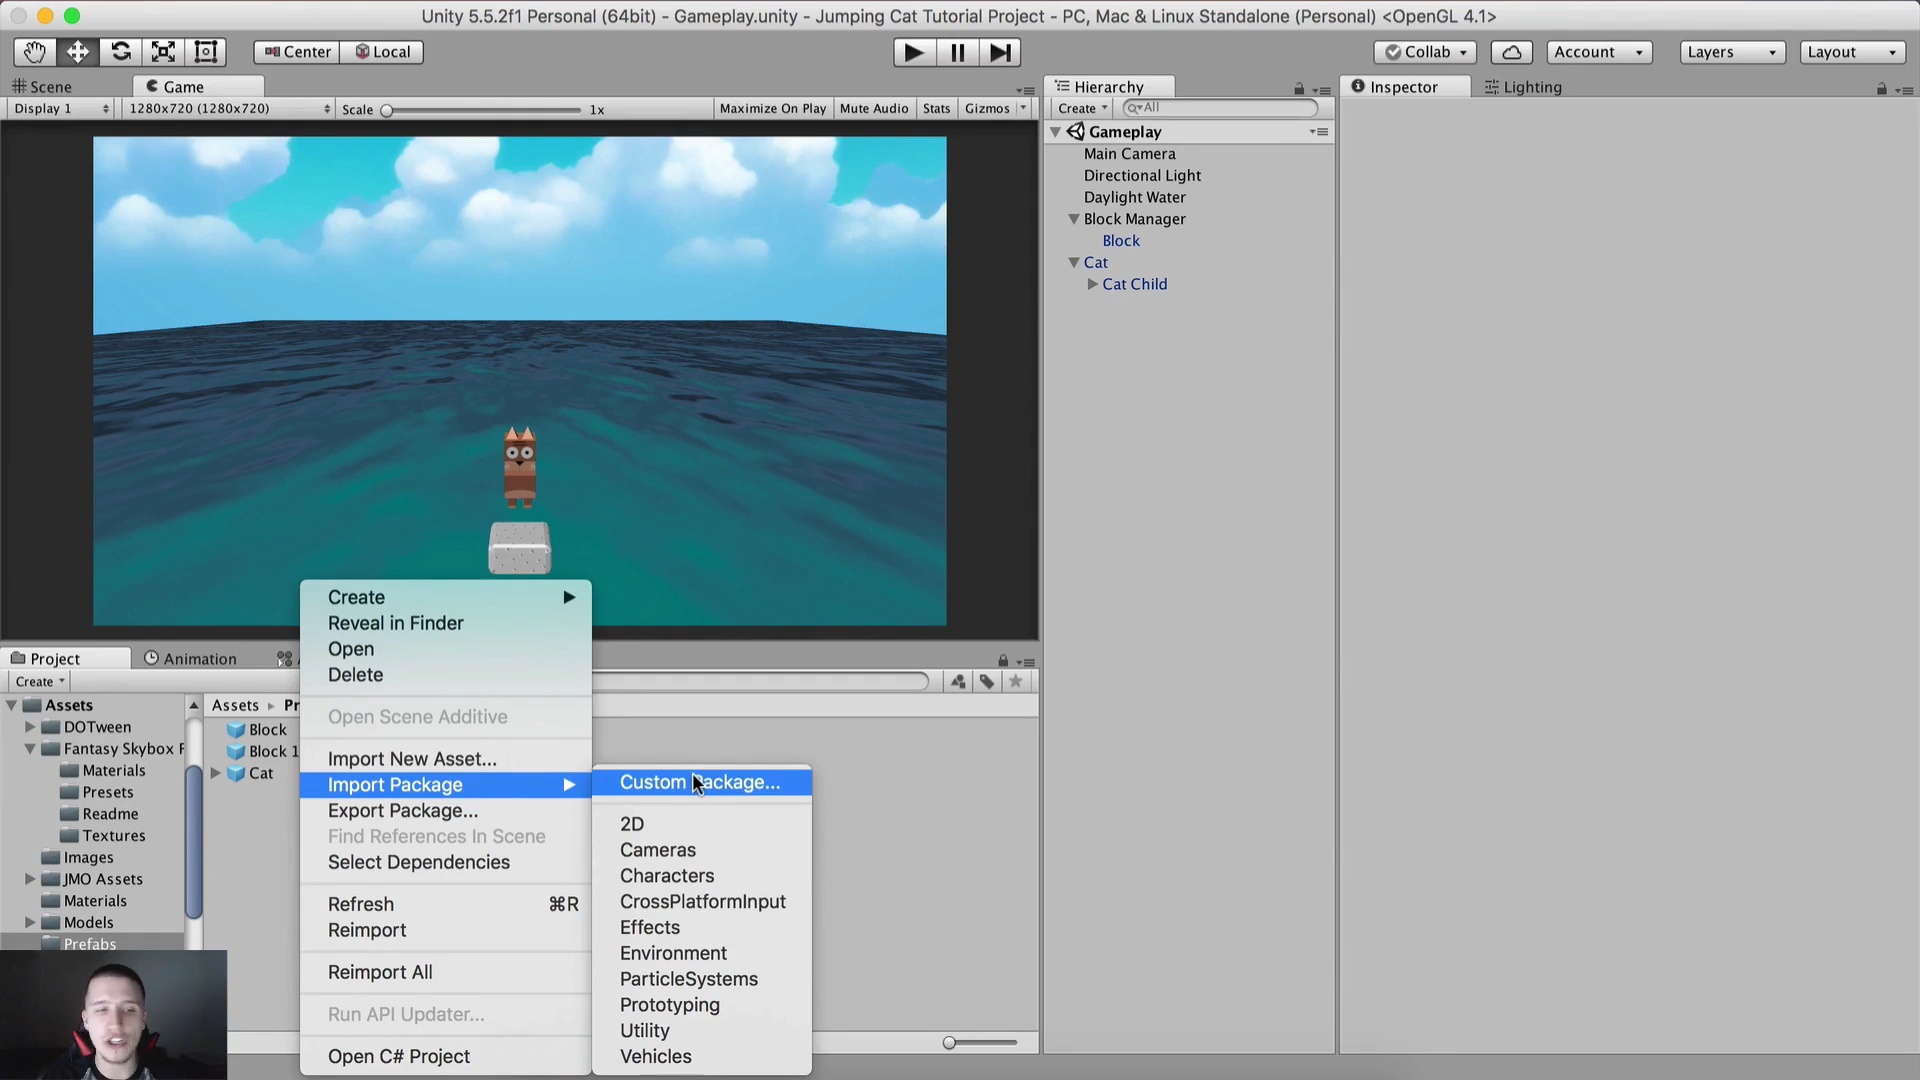 Unity 5.5.2f1 Personal (64bit) - Gameplay.unity - Jumping Cat Tutorial Project - PC, Mac & Linux Standalone (Personal) <OpenGL 4.1>
Center Local Collab Account Layers Layout
Scene Game Hierarchy Inspector Lighting
Display 1 1280x720 (1280x720) Scale 1x Maximize On Play Mute Audio Stats Gizmos Create All
Gameplay
Main Camera
Directional Light
Daylight Water
Block Manager
Block
Cat
Cat Child
Create
Reveal in Finder
Open
Delete
Open Scene Additive
Import New Asset...
Import Package
Export Package...
Find References In Scene
Select Dependencies
Refresh ⌘R
Reimport
Reimport All
Run API Updater...
Open C# Project
Custom Package...
2D
Cameras
Characters
CrossPlatformInput
Effects
Environment
ParticleSystems
Prototyping
Utility
Vehicles
Project Animation
Create
Assets
DOTween
Fantasy Skybox
Materials
Presets
Readme
Textures
Images
JMO Assets
Materials
Models
Prefabs
Assets
Block
Block 1
Cat